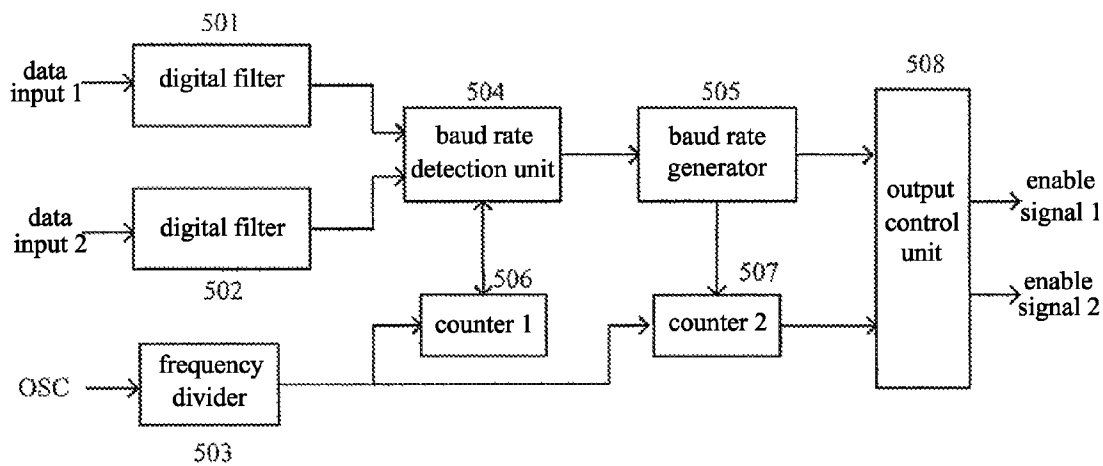 501
data
input 1
digital filter
504
baud rate
detection unit
505
baud rate
generator
508
output
control
unit
enable
signal 1
enable
signal 2
data
input 2
digital filter
502
506
counter 1
507
counter 2
OSC
frequency
divider
503